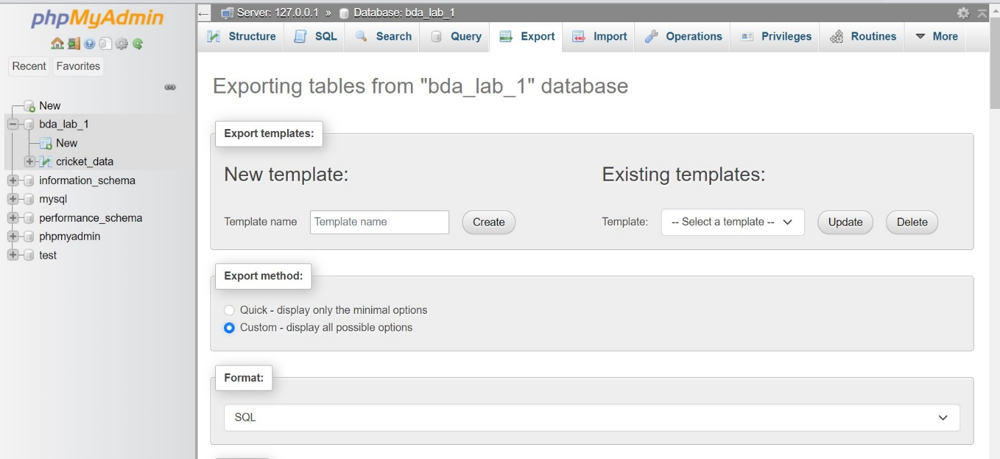 phpMyAdmin
Recent Favorites
New
bda_lab_1
New
cricket_data
information_schema
mysql
performance_schema
phpmyadmin
test
← Server: 127.0.0.1 » Database: bda_lab_1
Structure SQL Search Query Export Import Operations Privileges Routines More
Exporting tables from "bda_lab_1" database
Export templates:
New template:
Template name Template name Create
Existing templates:
Template: -- Select a template -- Update Delete
Export method:
Quick - display only the minimal options
Custom - display all possible options
Format:
SQL